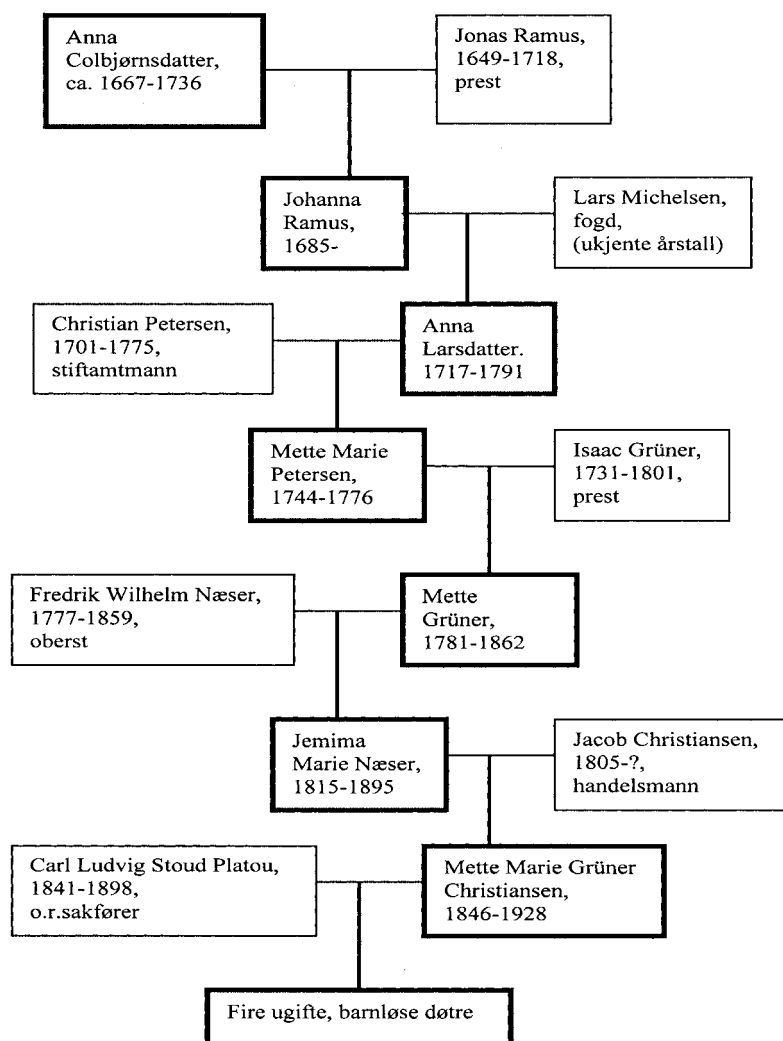 Anna
Colbjørnsdatter,
ca. 1667-1736
Jonas Ramus,
1649-1718,
prest
Johanna
Ramus,
1685-
Lars Michelsen,
fogd,
(ukjente årstall)
Christian Petersen,
1701-1775,
stiftamtmann
Anna
Larsdatter.
1717-1791
Mette Marie
Petersen,
1744-1776
Isaac Grüner,
1731-1801,
prest
Fredrik Wilhelm Næser,
1777-1859,
oberst
Mette
Grüner,
1781-1862
Jemima
Marie Næser,
1815-1895
Jacob Christiansen,
1805-?,
handelsmann
Carl Ludvig Stoud Platou,
1841-1898,
o.r.sakfører
Mette Marie Grüner
Christiansen,
1846-1928
Fire ugifte, barnløse døtre